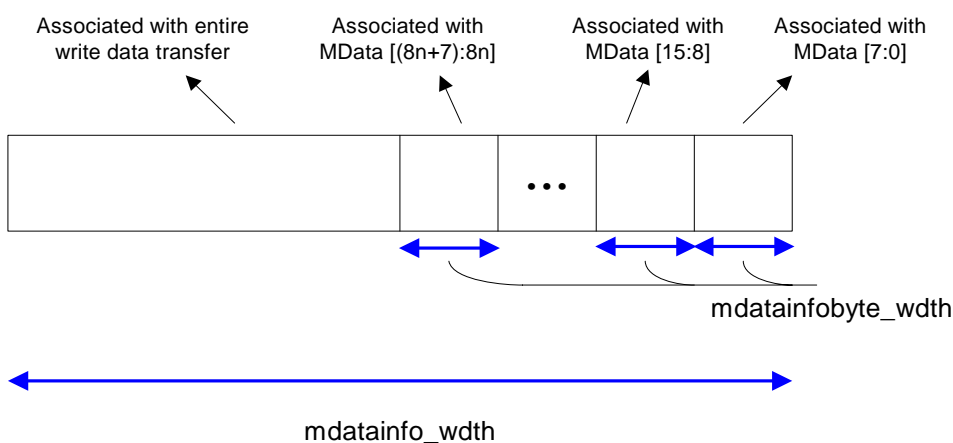 Associated with entire
write data transfer
Associated with
MData [(8n+7):8n]
Associated with
MData [15:8]
Associated with
MData [7:0]
mdatainfobyte_wdth
mdatainfo_wdth